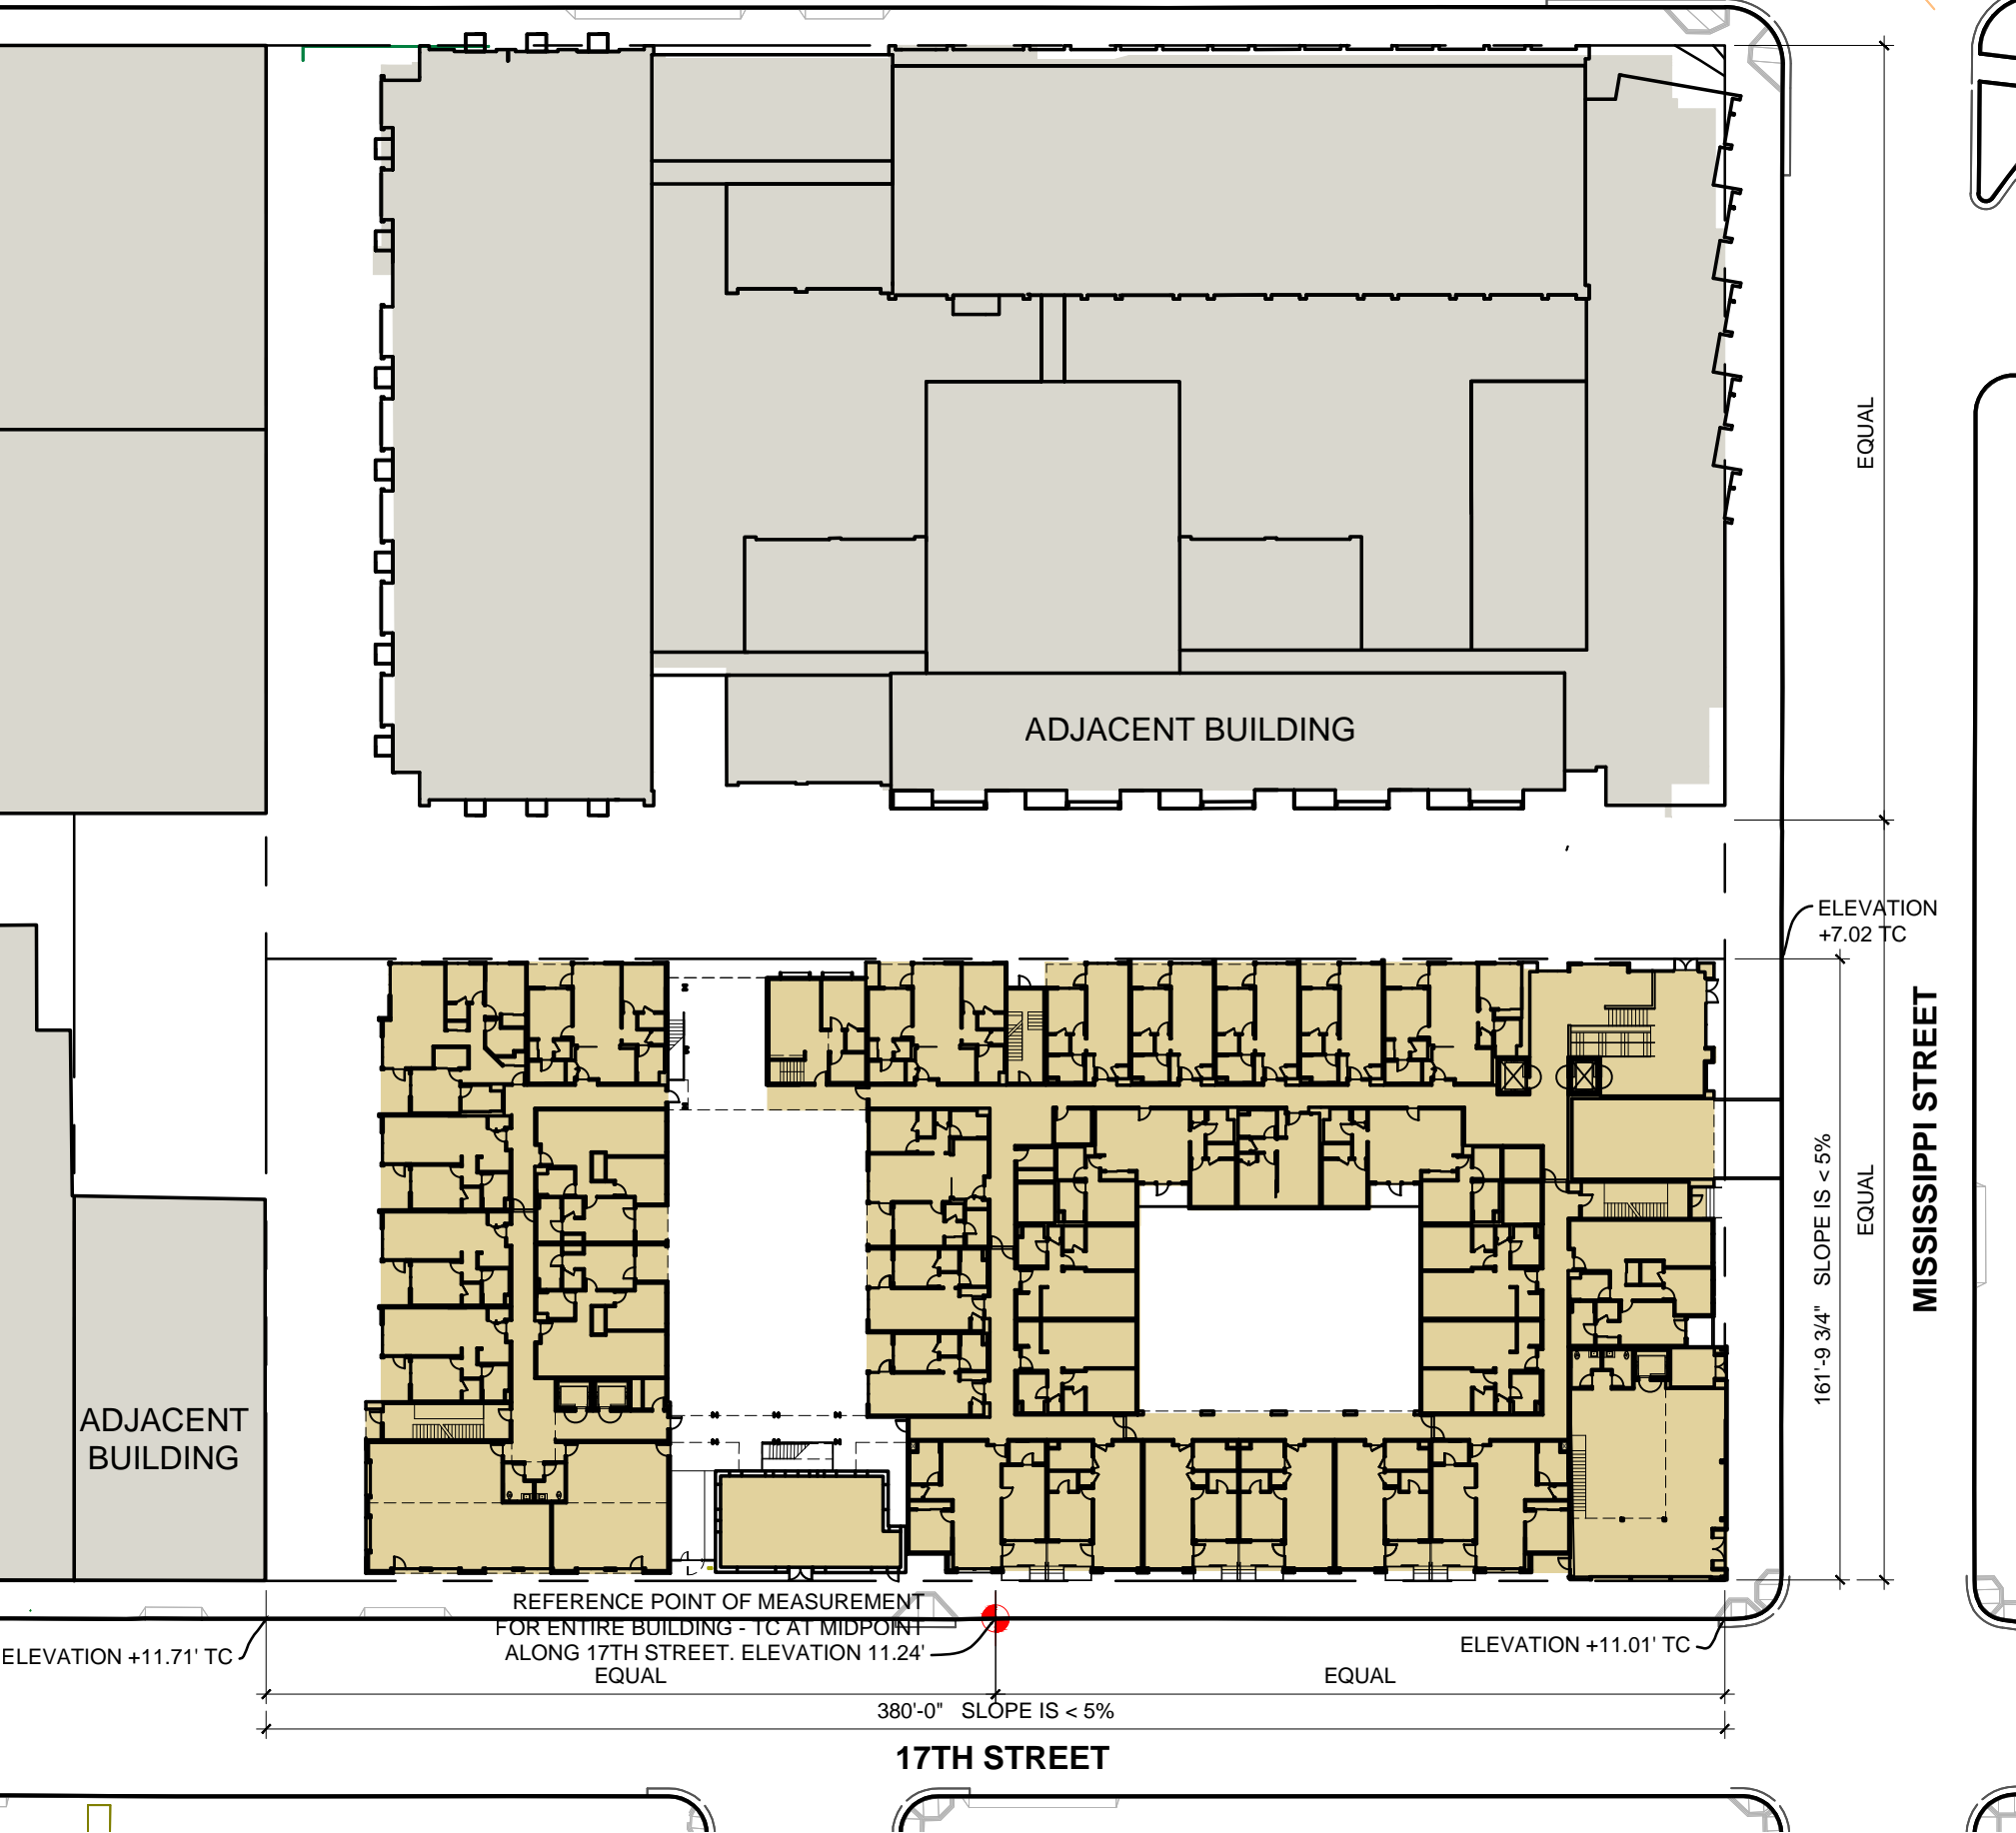 EQUAL
ADJACENT BUILDING
ELEVATION
+7.02 TC
MISSISSIPPI STREET
161'-9 3/4"   SLOPE IS < 5%
EQUAL
ADJACENT
BUILDING
REFERENCE POINT OF MEASUREMENT
FOR ENTIRE BUILDING - TC AT MIDPOINT
ALONG 17TH STREET. ELEVATION 11.24'
ELEVATION +11.71' TC
ELEVATION +11.01' TC
EQUAL
EQUAL
380'-0"   SLOPE IS < 5%
17TH STREET